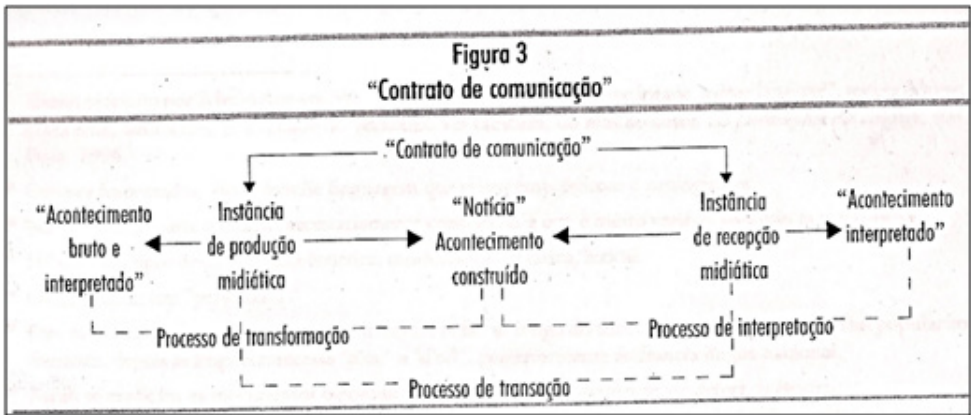 Figura 3
"Contrato de comunicação"
"Contrato de comunicação"
"Acontecimento
bruto e
interpretado"
Instância
de produção
midiática
"Notícia"
Acontecimento
construído
Instância
de recepção
midiática
"Acontecimento
interpretado"
Processo de transformação
Processo de interpretação
Processo de transação